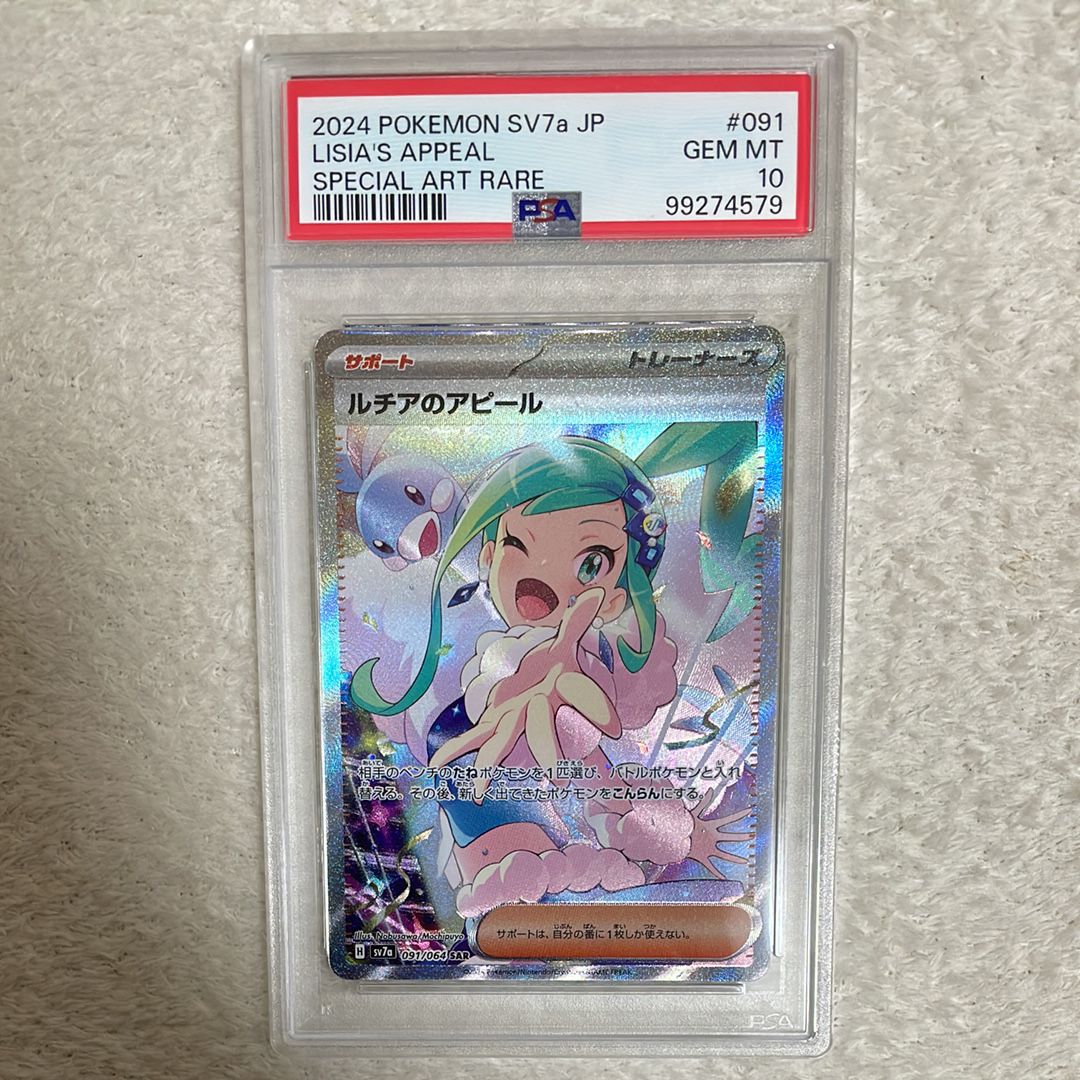 2024 POKEMON SV7a JP #091
LISIA'S APPEAL GEM MT
SPECIAL ART RARE 10
PSA 99274579
サポート トレーナーズ
ルチアのアピール
相手のベンチのたねポケモンを1匹選び、バトルポケモンと入れ
替える。その後、新しく出てきたポケモンをこんらんにする。
サポートは、自分の番に1枚しか使えない。
Illus. Nobusawa/Mochipuyo
H sv7a 091/064 SAR
PSA